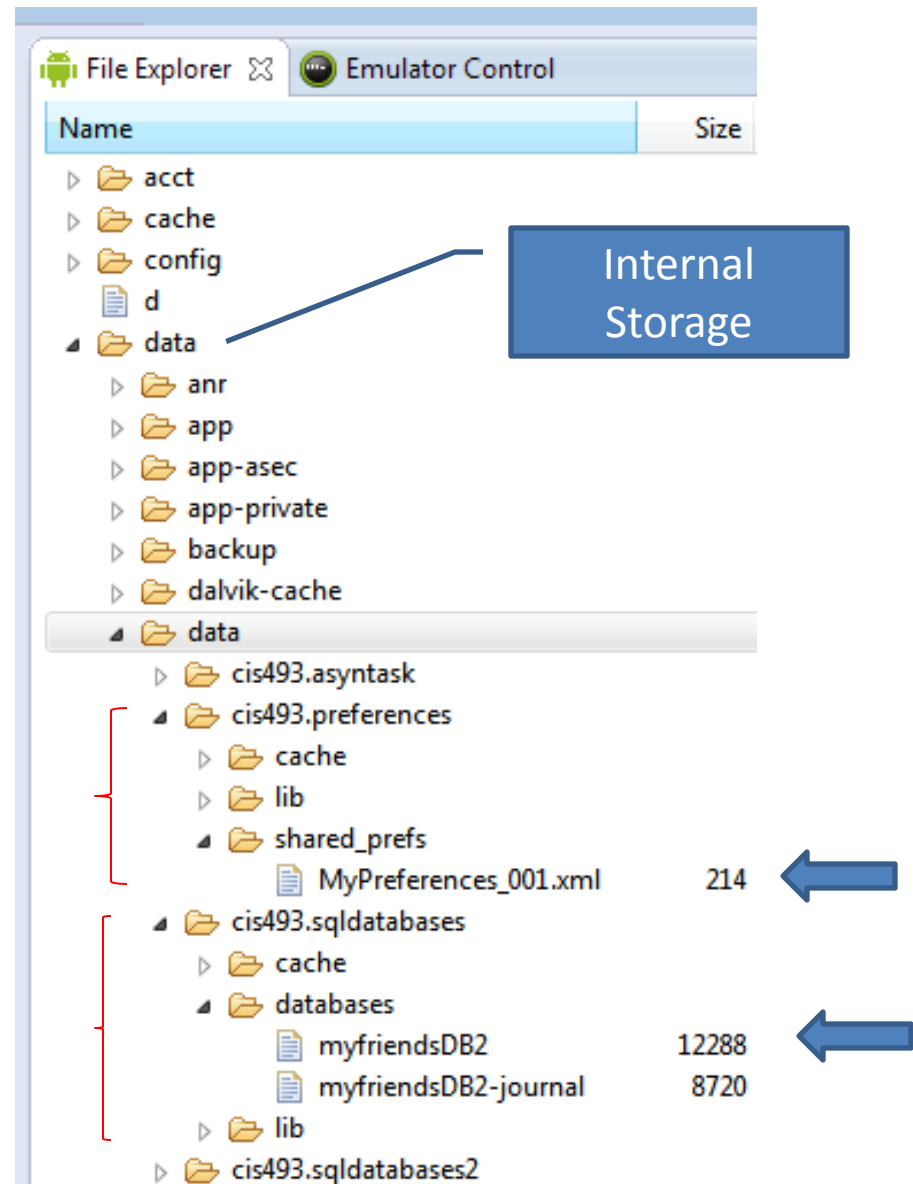 File Explorer Emulator Control
Name Size
acct
cache
config
Internal
Storage
d
data
anr
app
app-asec
app-private
backup
dalvik-cache
data
cis493.asyntask
cis493.preferences
cache
lib
shared_prefs
MyPreferences_001.xml 214
cis493.sqldatabases
cache
databases
myfriendsDB2 12288
myfriendsDB2-journal 8720
lib
cis493.sqldatabases2